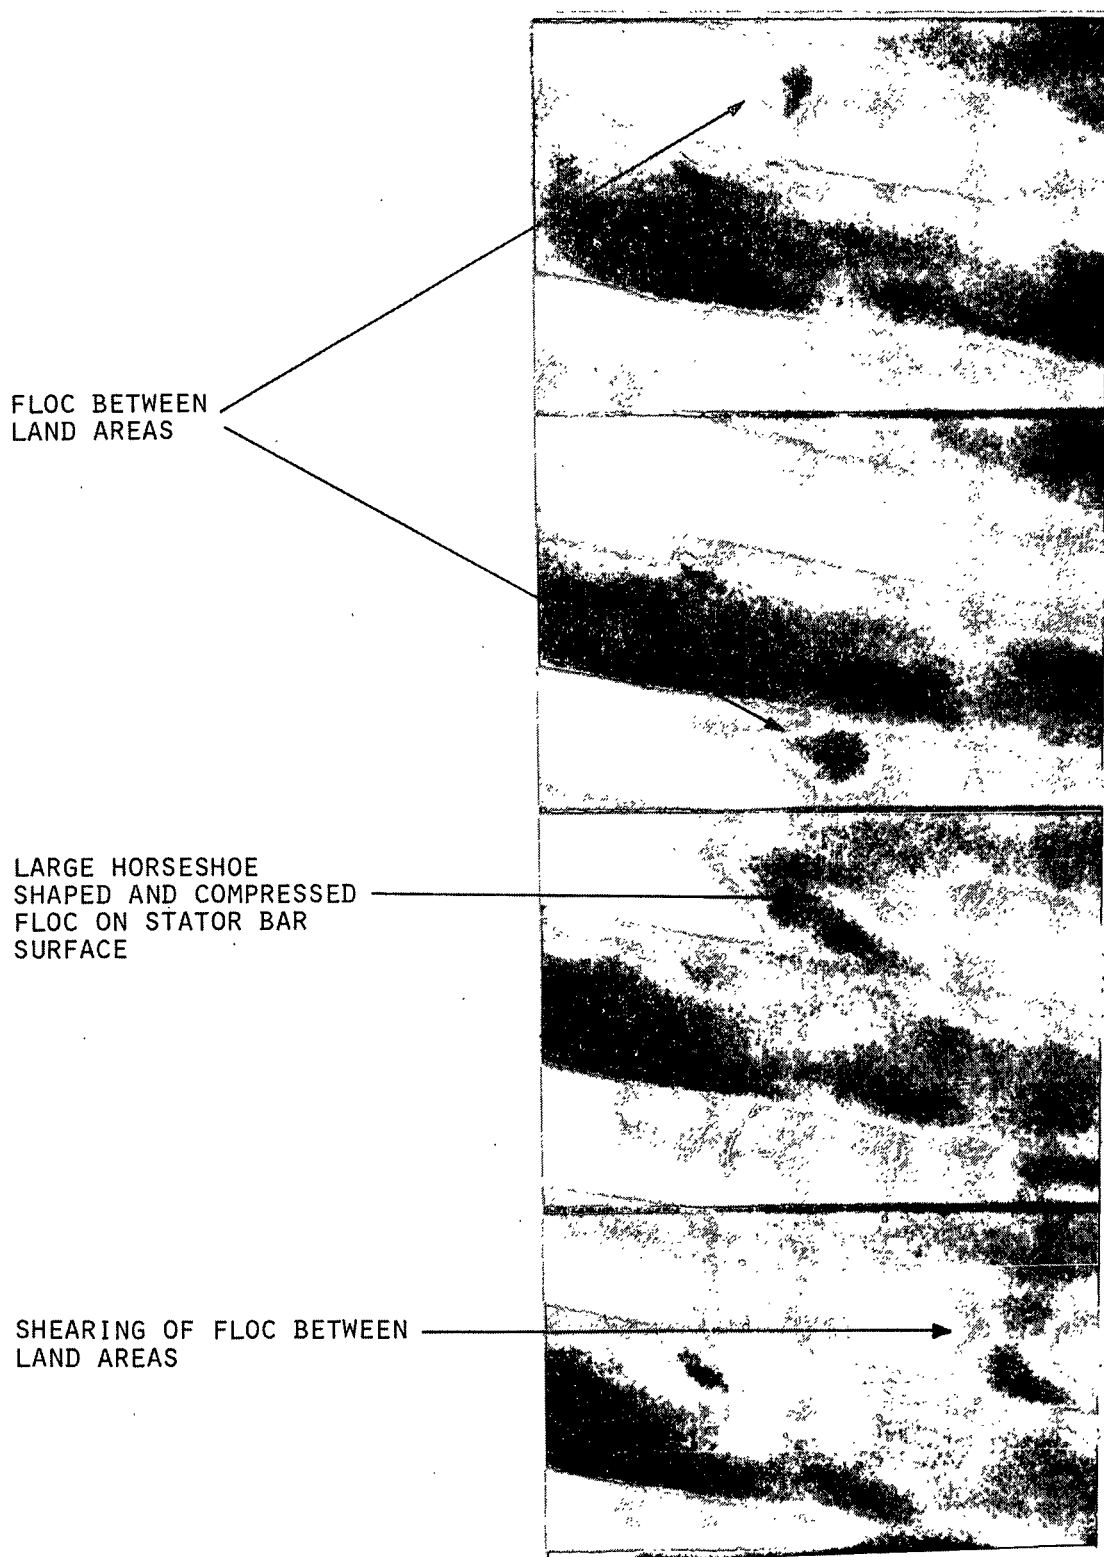 FLOC BETWEEN
LAND AREAS
LARGE HORSESHOE
SHAPED AND COMPRESSED
FLOC ON STATOR BAR
SURFACE
SHEARING OF FLOC BETWEEN
LAND AREAS